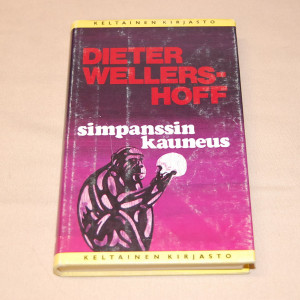 KELTAINEN KIRJASTO
DIETER
WELLERS-
HOFF
simpanssin
kauneus
KELTAINEN KIRJASTO